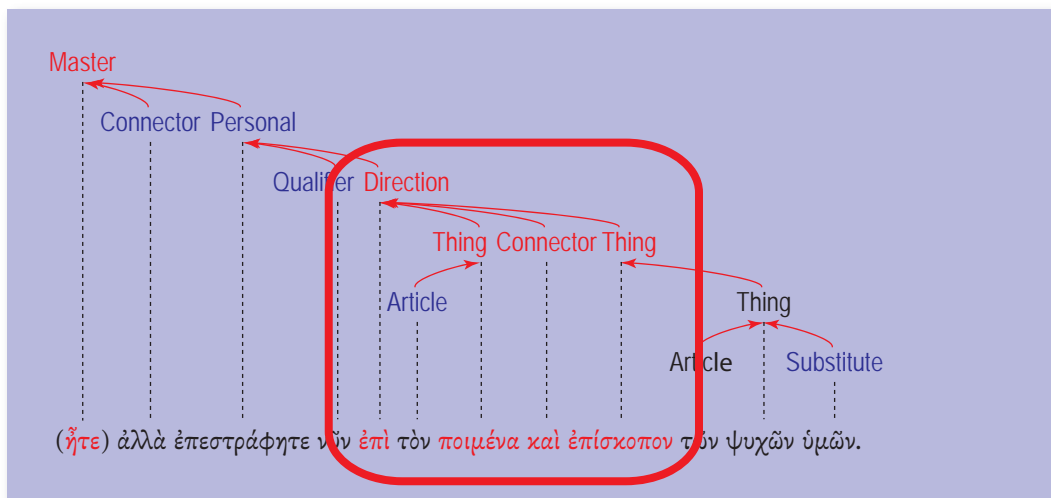 Master
Connector Personal
Qualifier Direction
Thing Connector Thing
Article Thing
Article Substitute
(ἦτε) ἀλλὰ ἐπεστράφητε νῦν ἐπὶ τὸν ποιμένα καὶ ἐπίσκοπον τῶν ψυχῶν ὑμῶν.